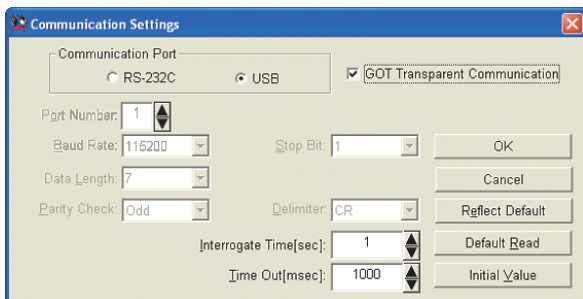 Communication Settings
Communication Port
RS-232C USB
GOT Transparent Communication
Port Number: 1
Baud Rate: 115200 Stop Bit: 1 OK
Data Length: 7 Cancel
Parity Check: Odd Delimiter: CR Reflect Default
Interrogate Time[sec]: 1 Default Read
Time Out[msec]: 1000 Initial Value